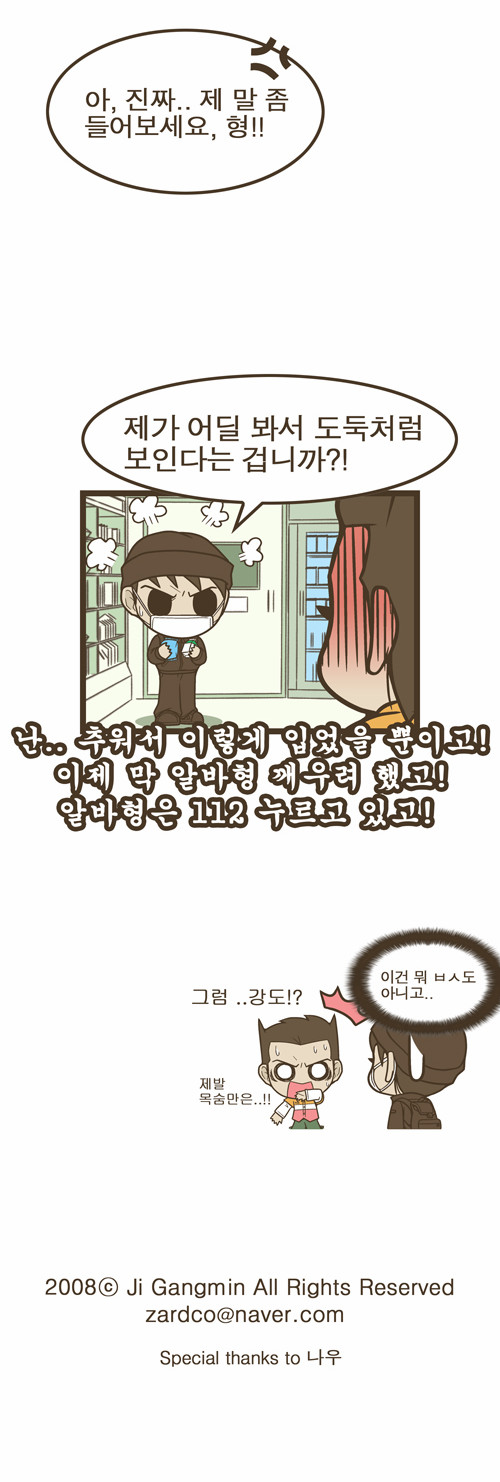 아, 진짜.. 제 말 좀
들어보세요, 형!!
제가 어딜 봐서 도둑처럼
보인다는 겁니까?!
난.. 추워서 이렇게 입었을 뿐이고!
이제 막 알바형 깨우려 했고!
알바형은 112 누르고 있고!
이건 뭐 ㅂㅅ도
아니고..
그럼 ..강도!?
제발
목숨만은..!!
2008ⓒ Ji Gangmin All Rights Reserved
zardco@naver.com
Special thanks to 나우